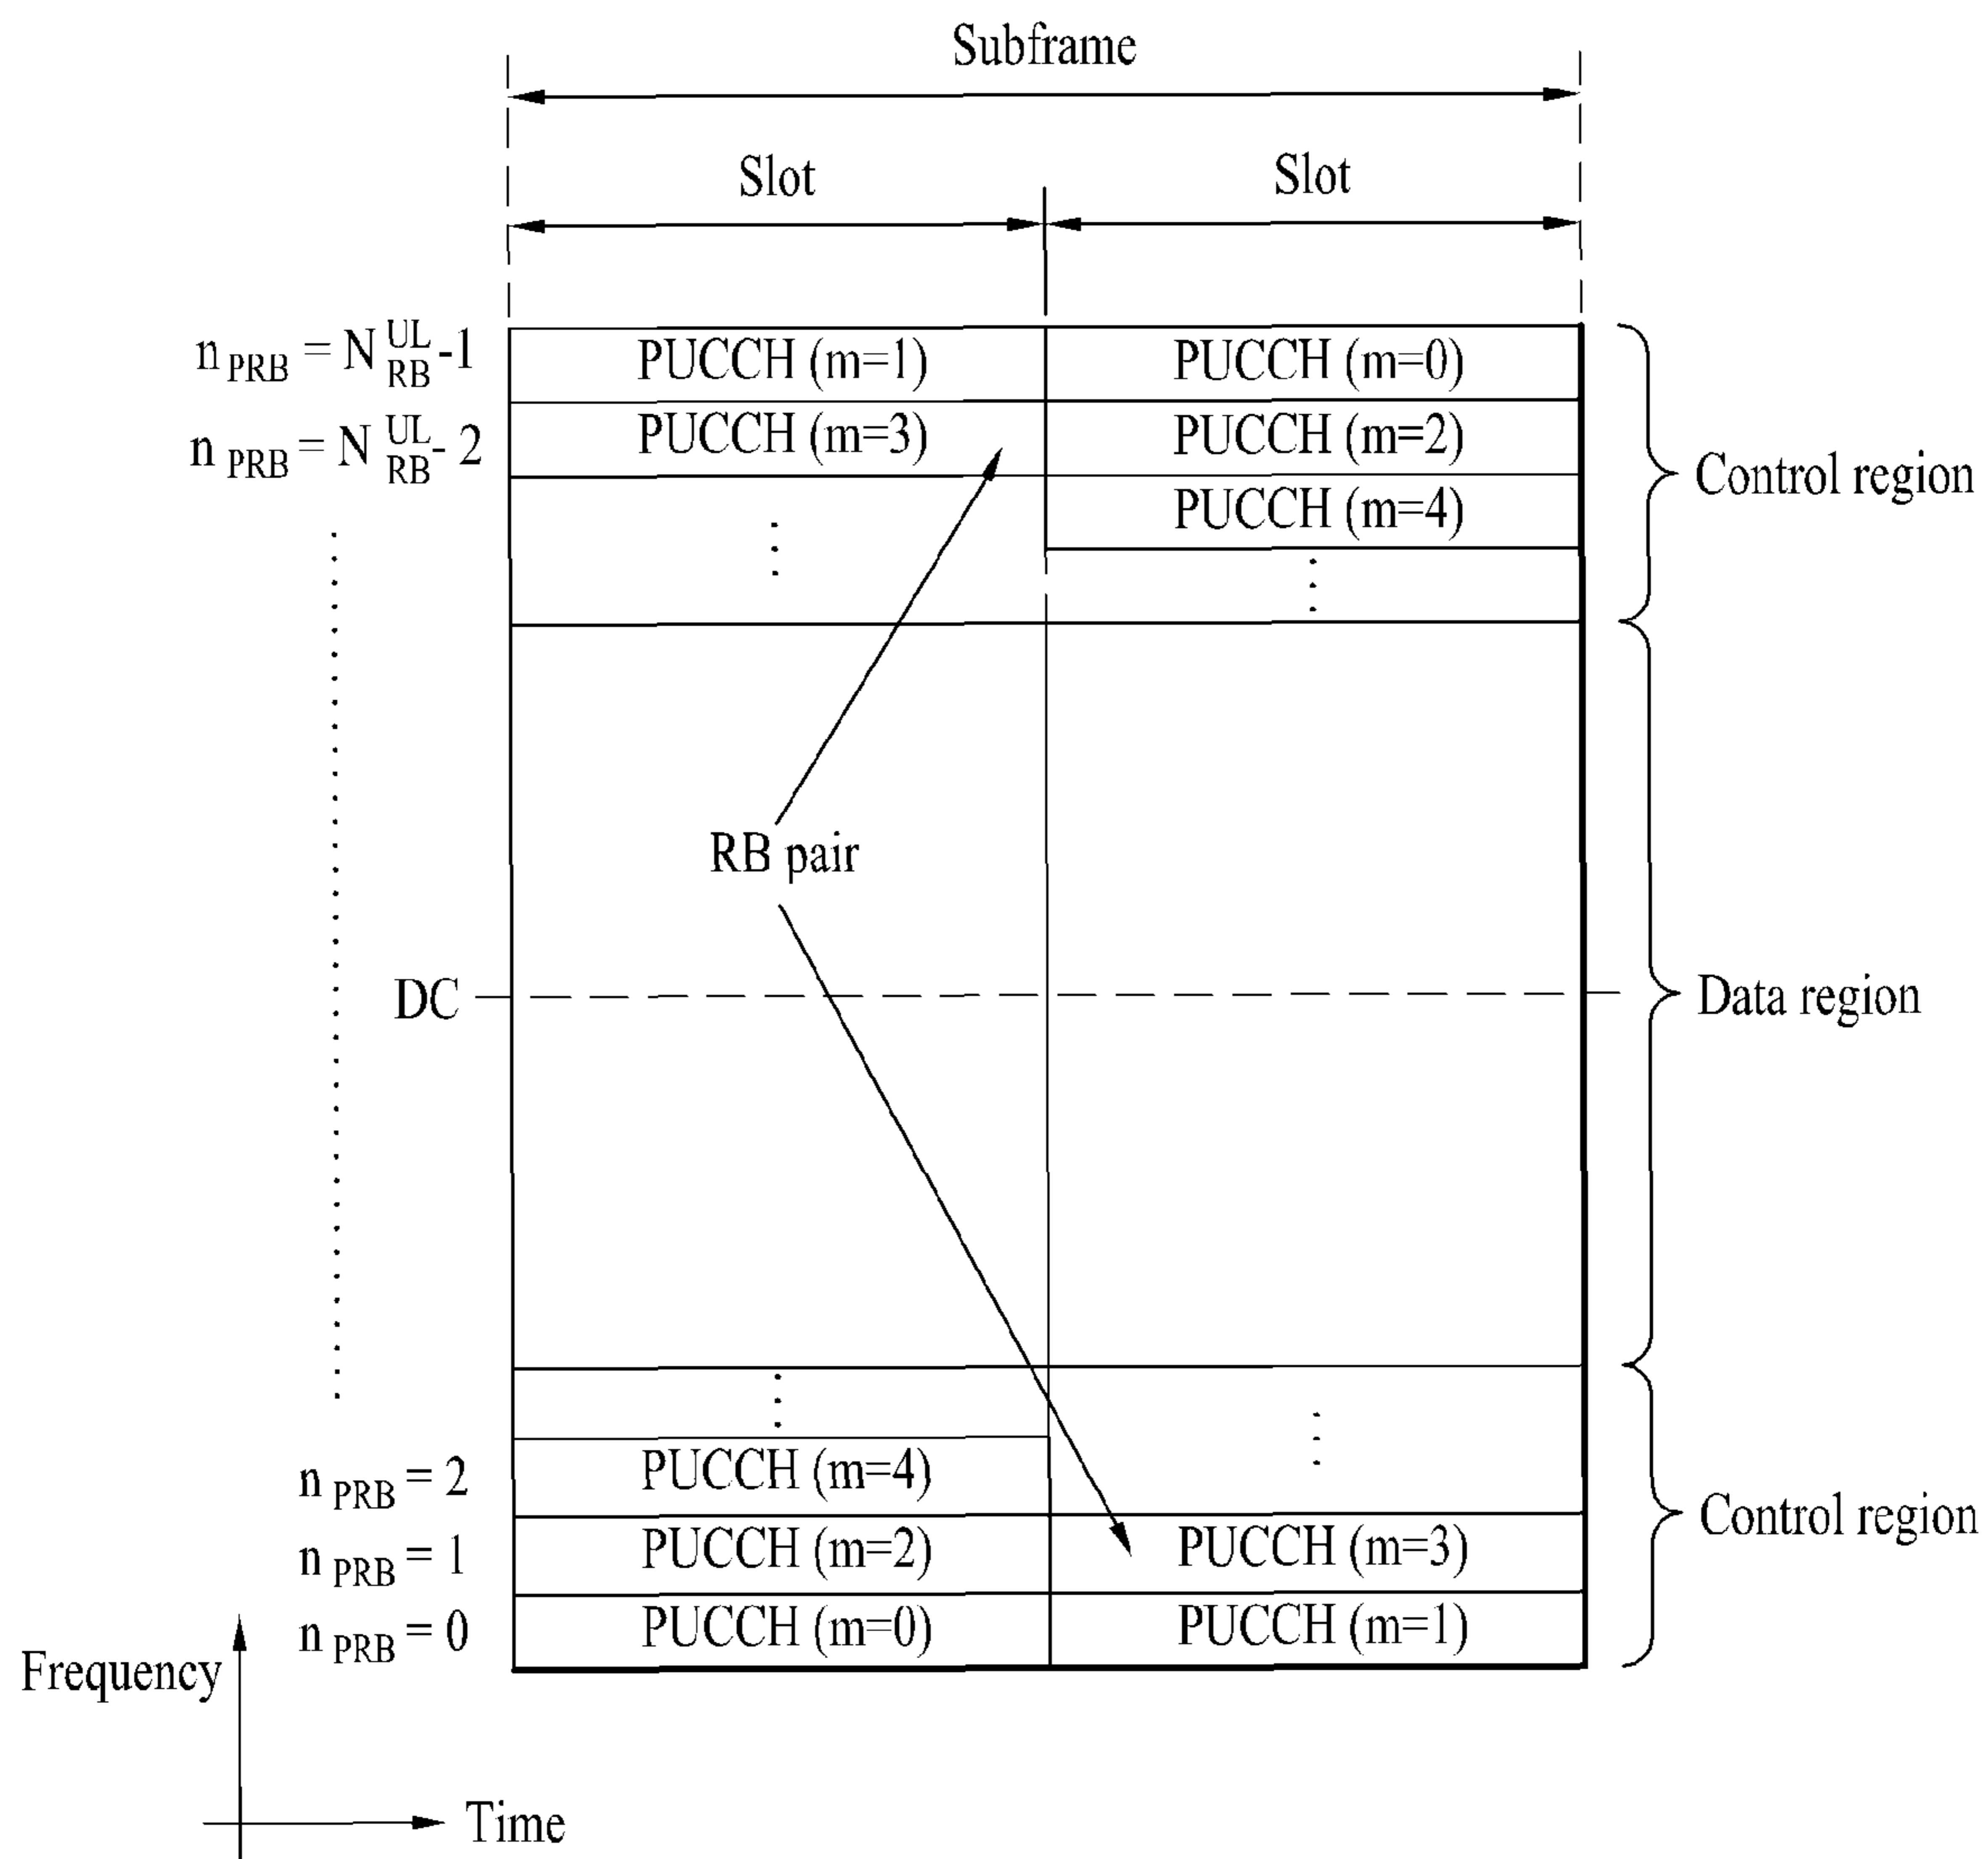 Subframe
Slot Slot
n PRB = N UL RB -1 PUCCH (m=1) PUCCH (m=0)
n PRB = N UL RB - 2 PUCCH (m=3) PUCCH (m=2)
Control region
PUCCH (m=4)
RB pair
DC
Data region
n PRB = 2 PUCCH (m=4)
Control region
n PRB = 1 PUCCH (m=2) PUCCH (m=3)
n PRB = 0 PUCCH (m=0) PUCCH (m=1)
Frequency
Time